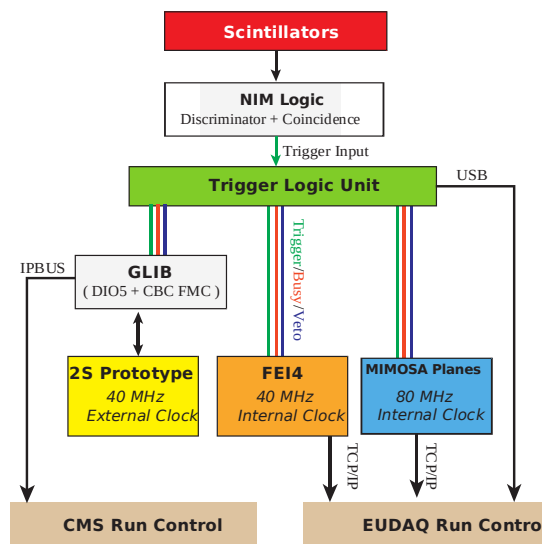 Scintillators
NIM Logic
Discriminator + Coincidence
Trigger Input
Trigger Logic Unit
USB
IPBUS
GLIB
( DIO5 + CBC FMC )
Trigger/Busy/Veto
2S Prototype
40 MHz
External Clock
FEI4
40 MHz
Internal Clock
MIMOSA Planes
80 MHz
Internal Clock
TCP/IP
TCP/IP
CMS Run Control
EUDAQ Run Contro